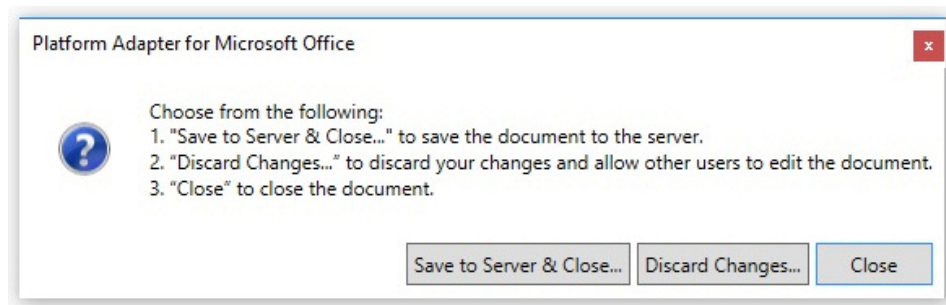 Platform Adapter for Microsoft Office
x
Choose from the following:
1. "Save to Server & Close..." to save the document to the server.
2. “Discard Changes...” to discard your changes and allow other users to edit the document.
3. “Close” to close the document.
Save to Server & Close... Discard Changes... Close